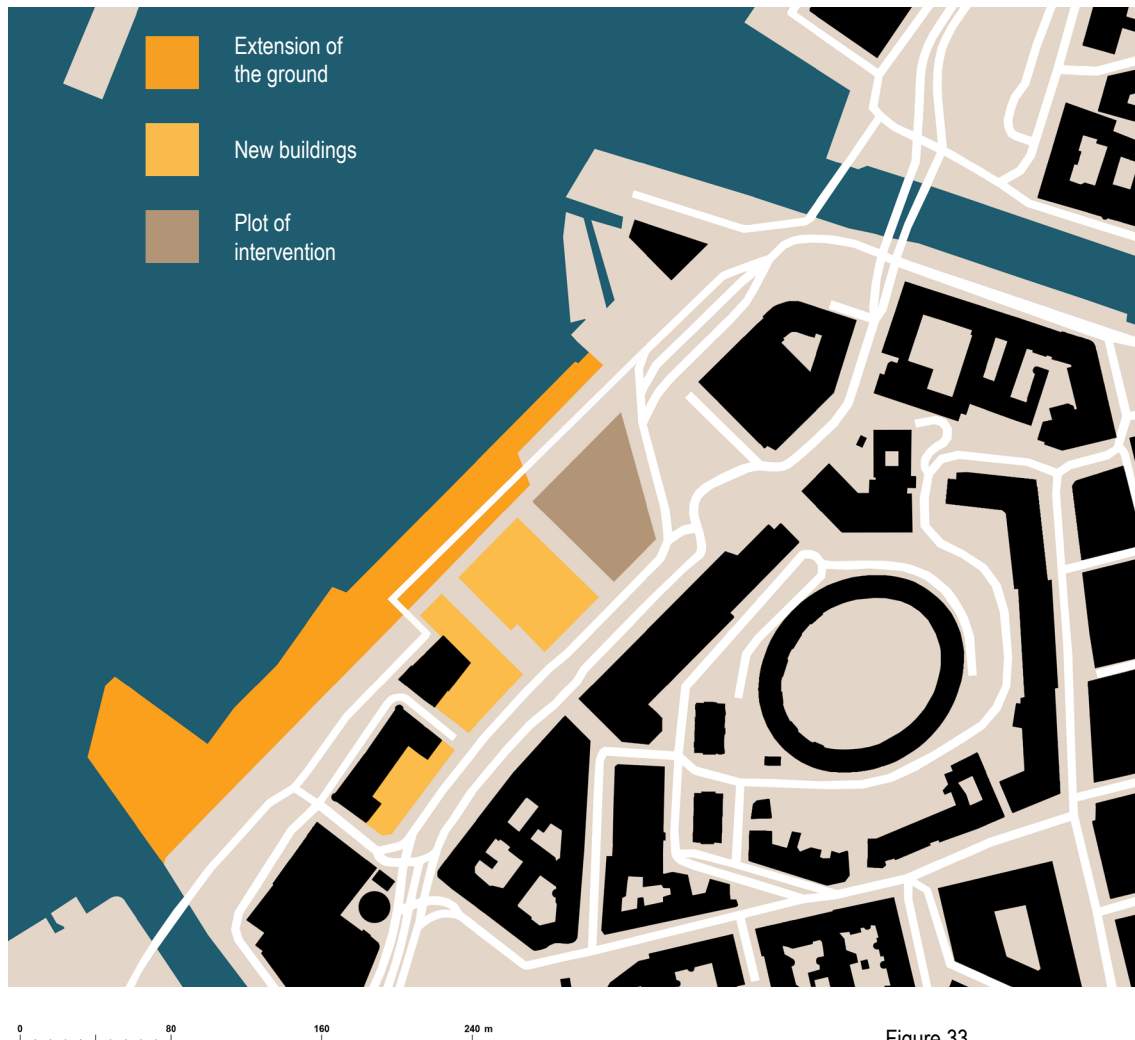 Extension of
the ground
New buildings
Plot of
intervention
0 80 160 240 m
Figure 33